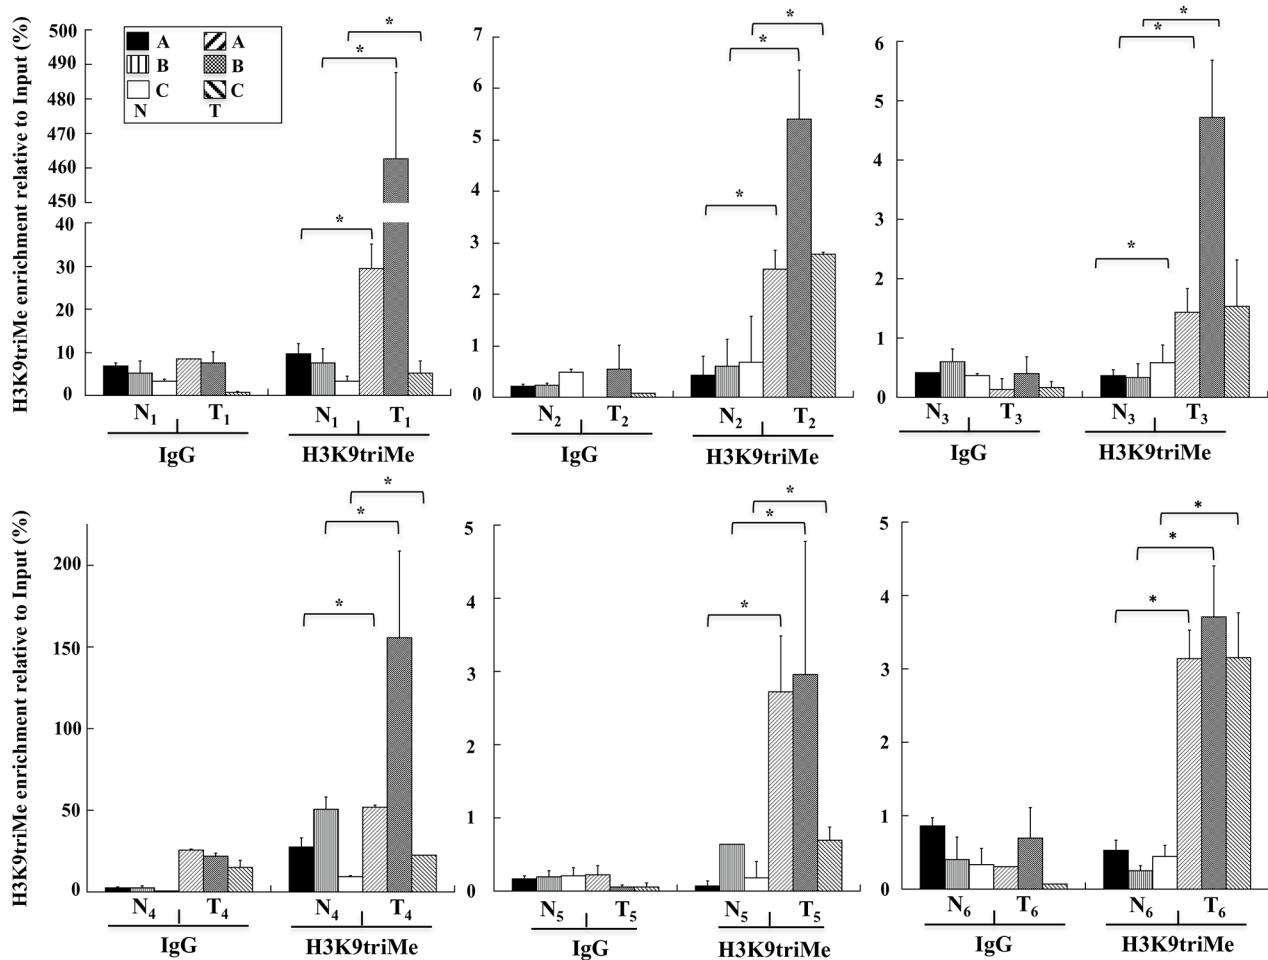 H3K9triMe enrichment relative to Input (%)
500
490
480
470
460
450
40
30
20
10
0
A A
B B
C C
N T
* * *
N1 T1 N1 T1
IgG H3K9triMe
7
6
5
4
3
2
1
0
* * *
N2 T2 N2 T2
IgG H3K9triMe
6
5
4
3
2
1
0
* * *
N3 T3 N3 T3
IgG H3K9triMe
H3K9triMe enrichment relative to Input (%)
200
150
100
50
0
* * *
N4 T4 N4 T4
IgG H3K9triMe
5
4
3
2
1
0
* * *
N5 T5 N5 T5
IgG H3K9triMe
5
4
3
2
1
0
* * *
N6 T6 N6 T6
IgG H3K9triMe